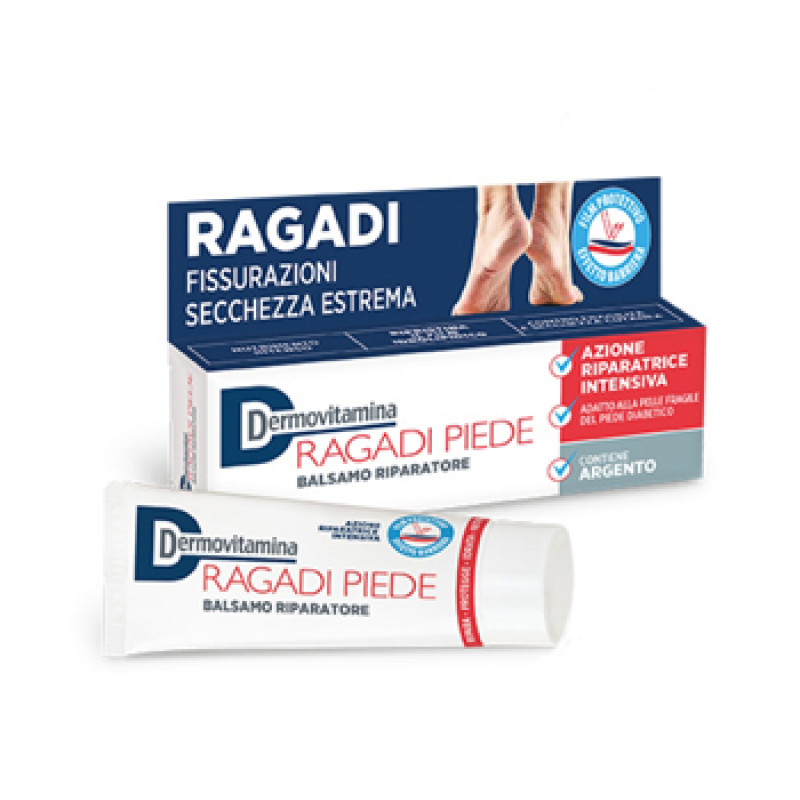 RAGADI
FISSURAZIONI
SECCHEZZA ESTREMA
FILM PROTETTIVO
EFFETTO BARRIERA
AZIONE
RIPARATRICE
INTENSIVA
ADATTO ALLA PELLE FRAGILE
DEL PIEDE DIABETICO
CONTIENE
ARGENTO
Dermovitamina
RAGADI PIEDE
BALSAMO RIPARATORE
AZIONE
RIPARATRICE
INTENSIVA
Dermovitamina
RAGADI PIEDE
BALSAMO RIPARATORE